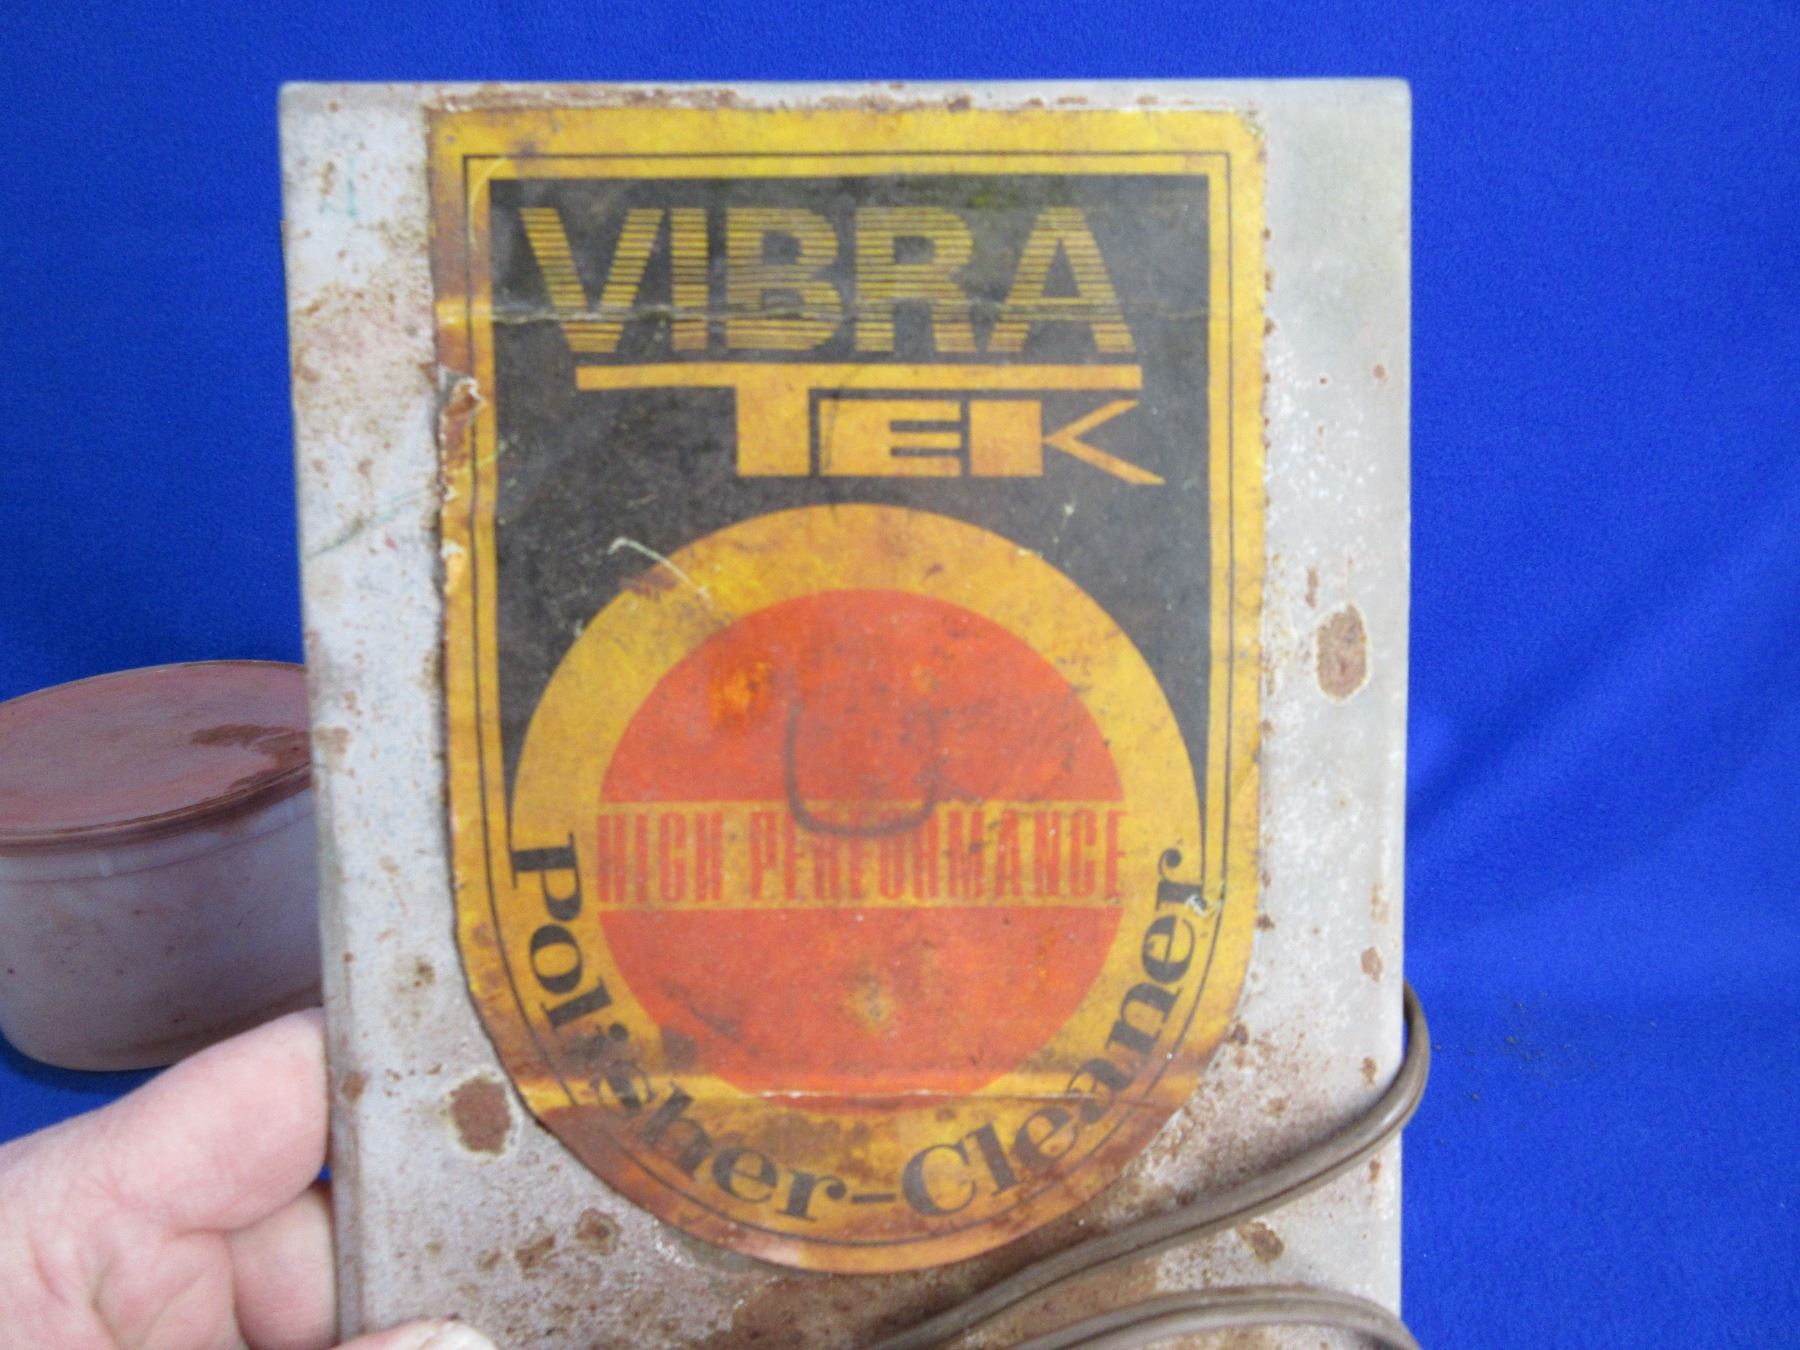 VIBRA
TEK
HIGH PERFORMANCE
Polisher-Cleaner